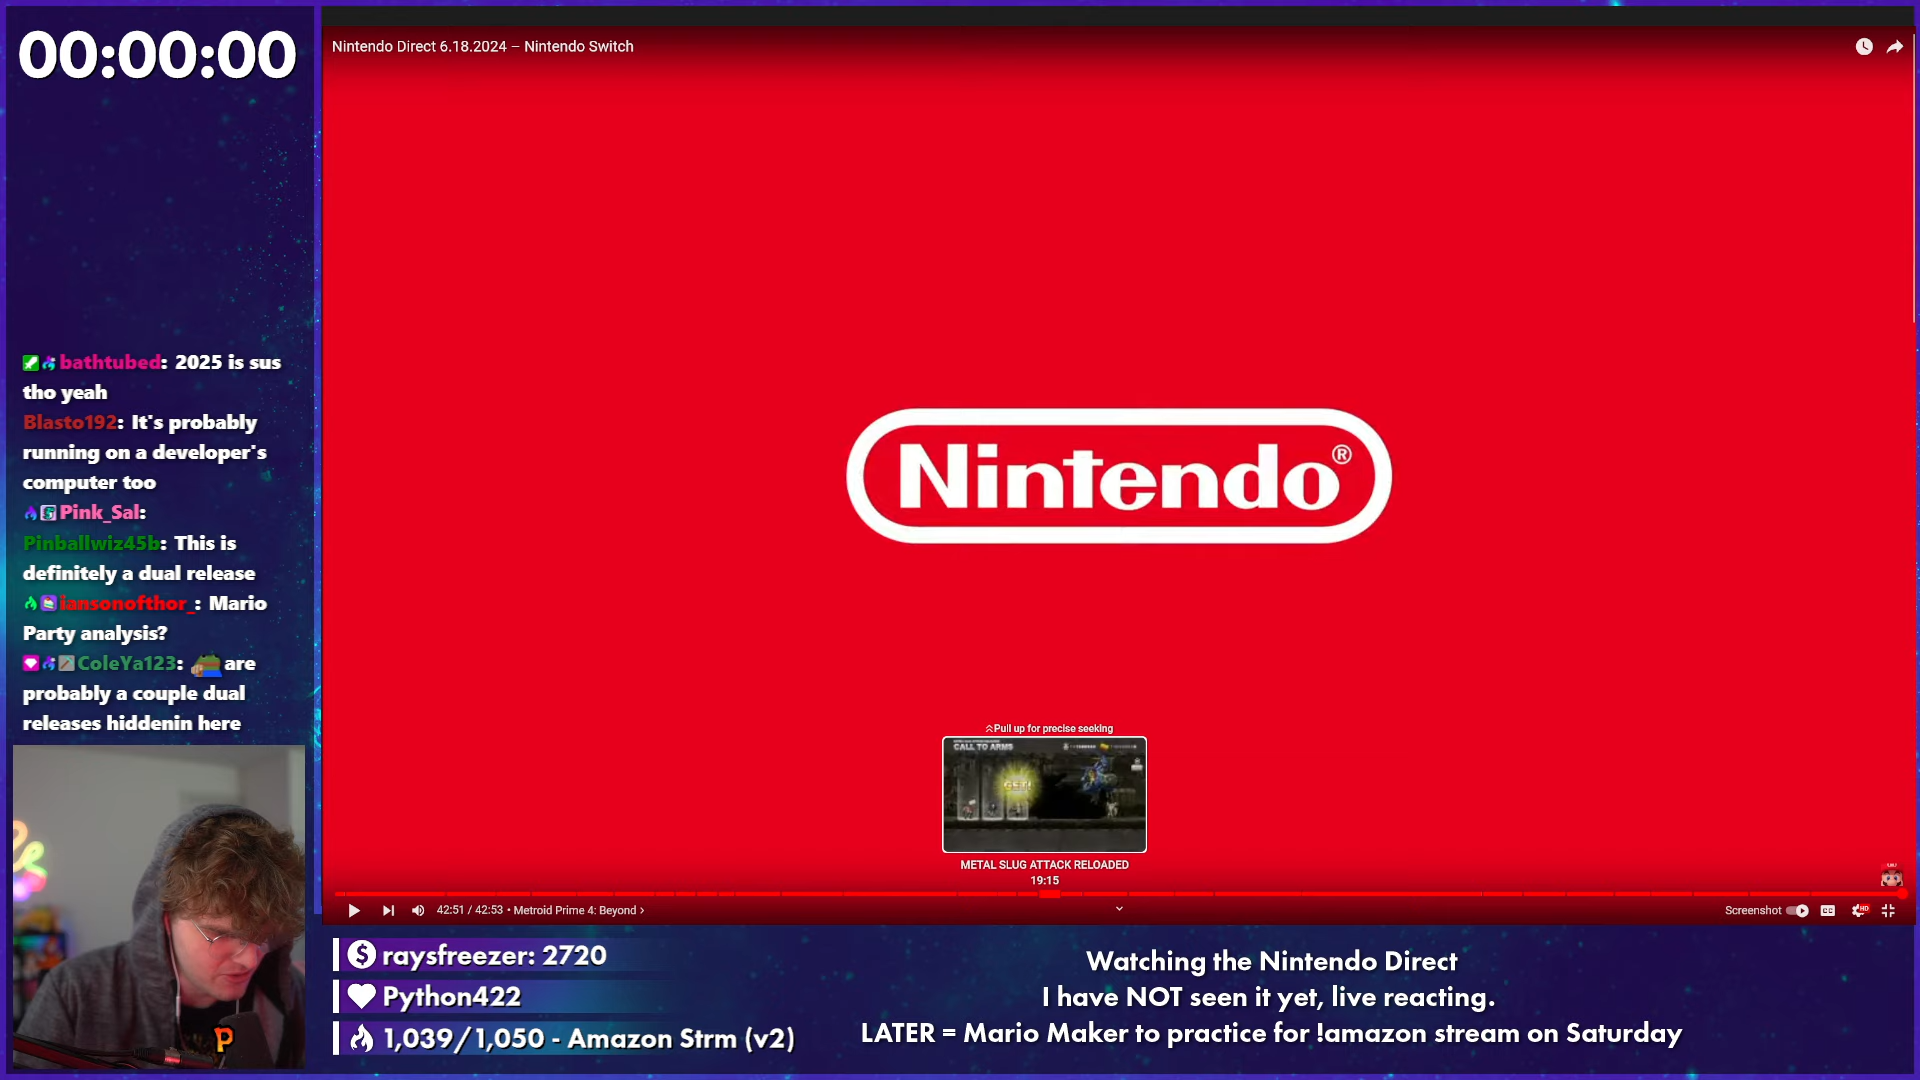 00:00:00
Nintendo Direct 6.18.2024 – Nintendo Switch
bathtubed: 2025 is sus
tho yeah
Blasto192: It's probably
running on a developer's
computer too
Pink_Sal:
Pinballwiz45b: This is
definitely a dual release
iansonofthor_: Mario
Party analysis?
ColeYa123: are
probably a couple dual
releases hiddenin here
Nintendo®
Pull up for precise seeking
CALL TO ARMS
GET!
METAL SLUG ATTACK RELOADED
19:15
42:51 / 42:53 • Metroid Prime 4: Beyond ›
Screenshot
CC
HD
raysfreezer: 2720
Python422
1,039/1,050 - Amazon Strm (v2)
Watching the Nintendo Direct
I have NOT seen it yet, live reacting.
LATER = Mario Maker to practice for !amazon stream on Saturday
P